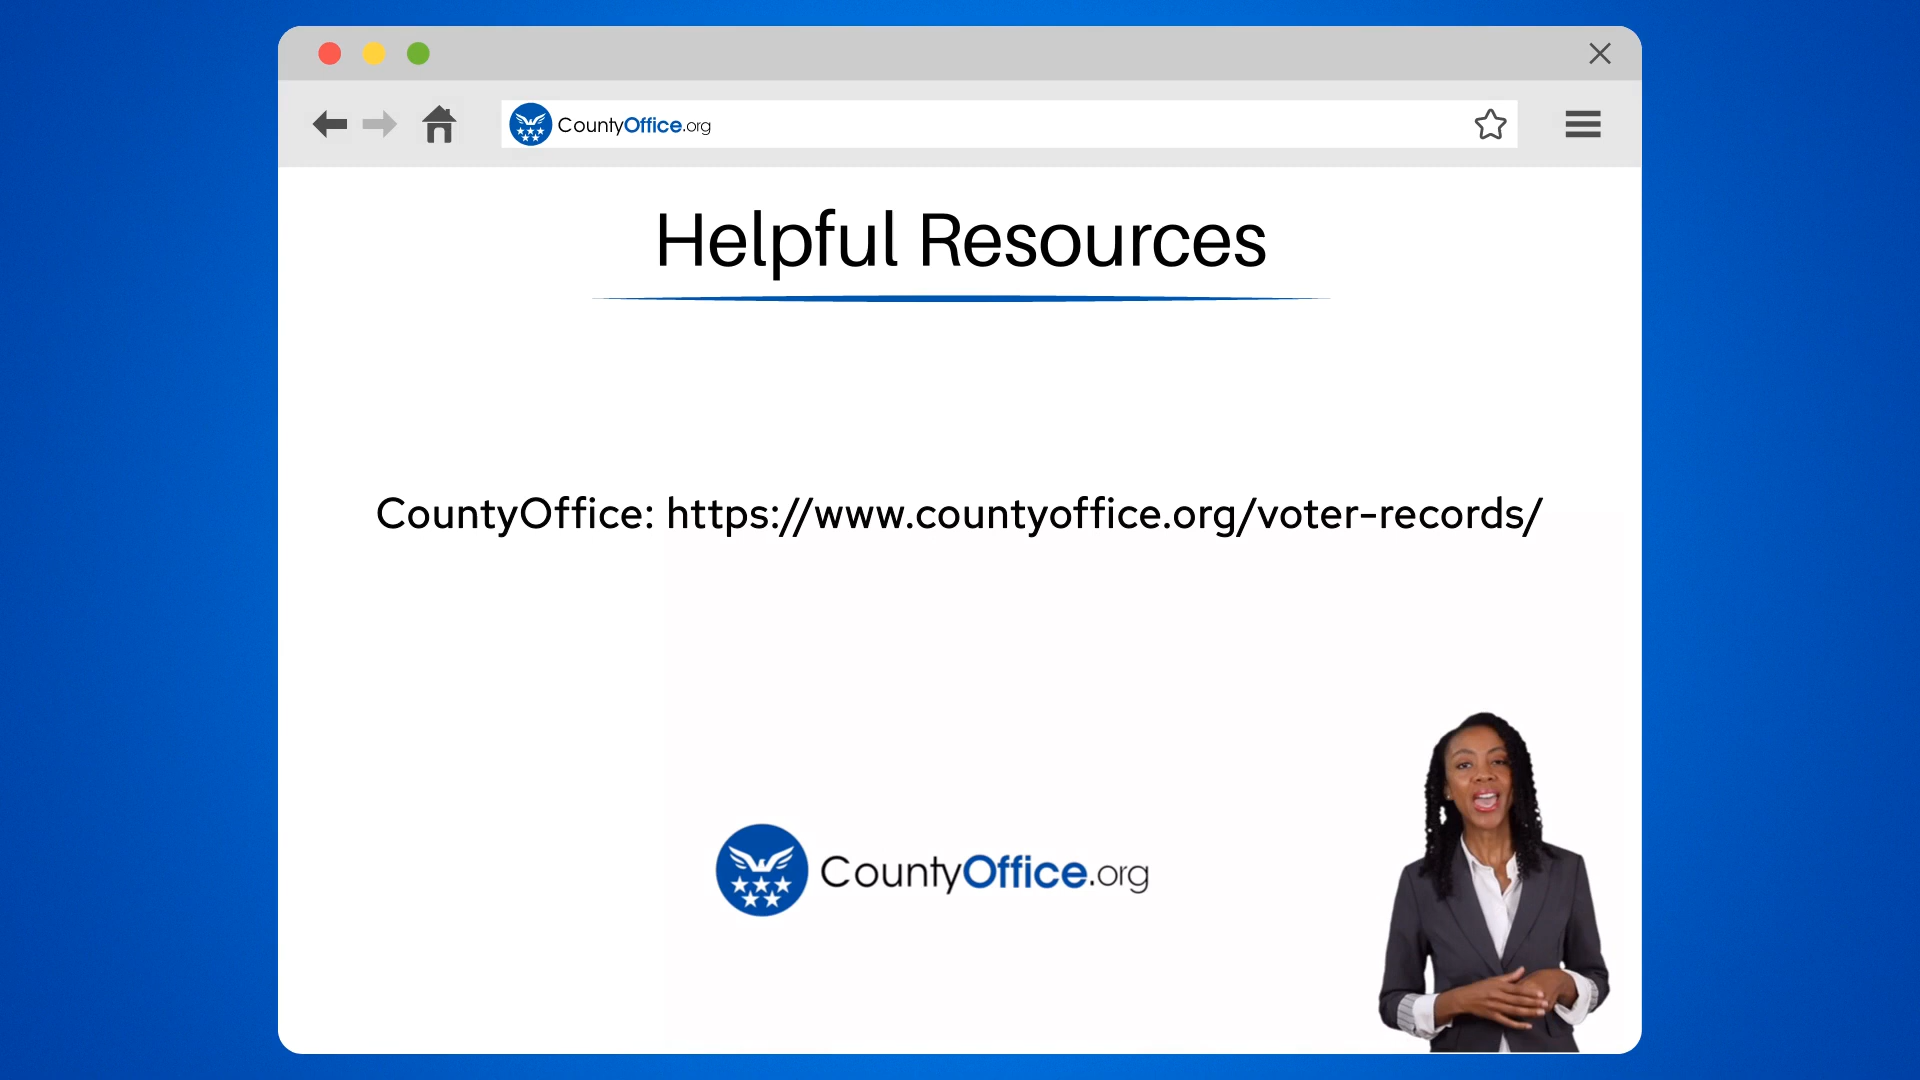 CountyOffice.org
Helpful Resources
CountyOffice: https://www.countyoffice.org/voter-records/
CountyOffice.org